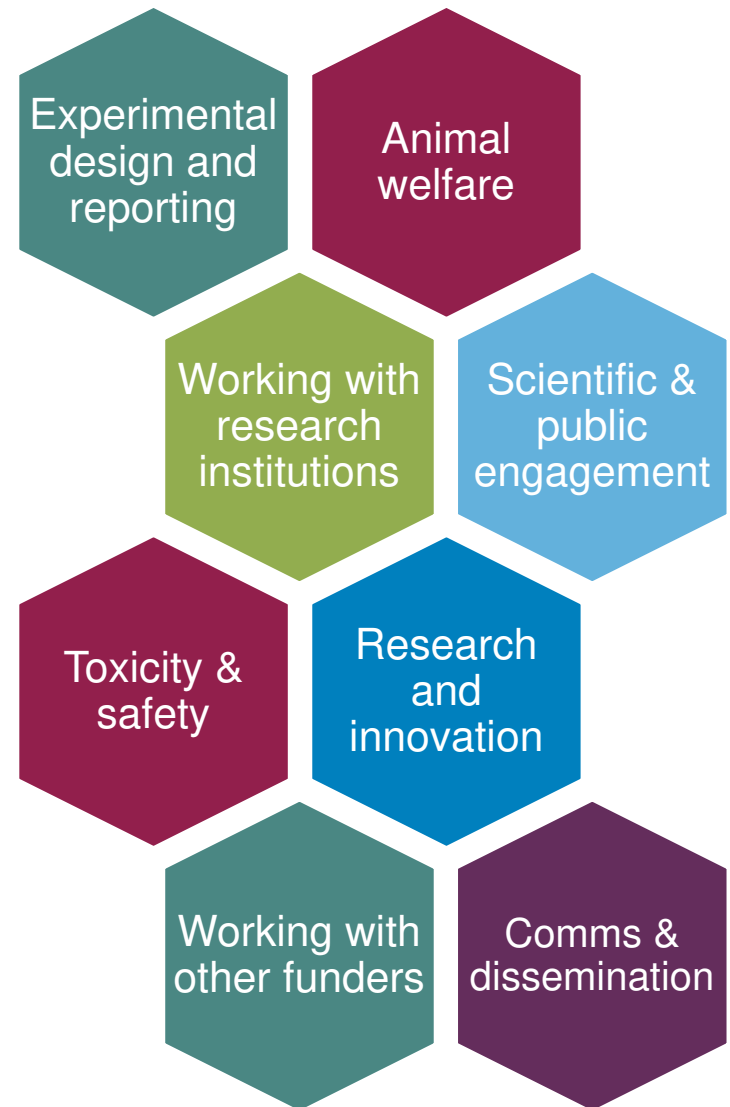 Experimental
design and
reporting
Animal
welfare
Working with
research
institutions
Scientific &
public
engagement
Toxicity &
safety
Research
and
innovation
Working with
other funders
Comms &
dissemination